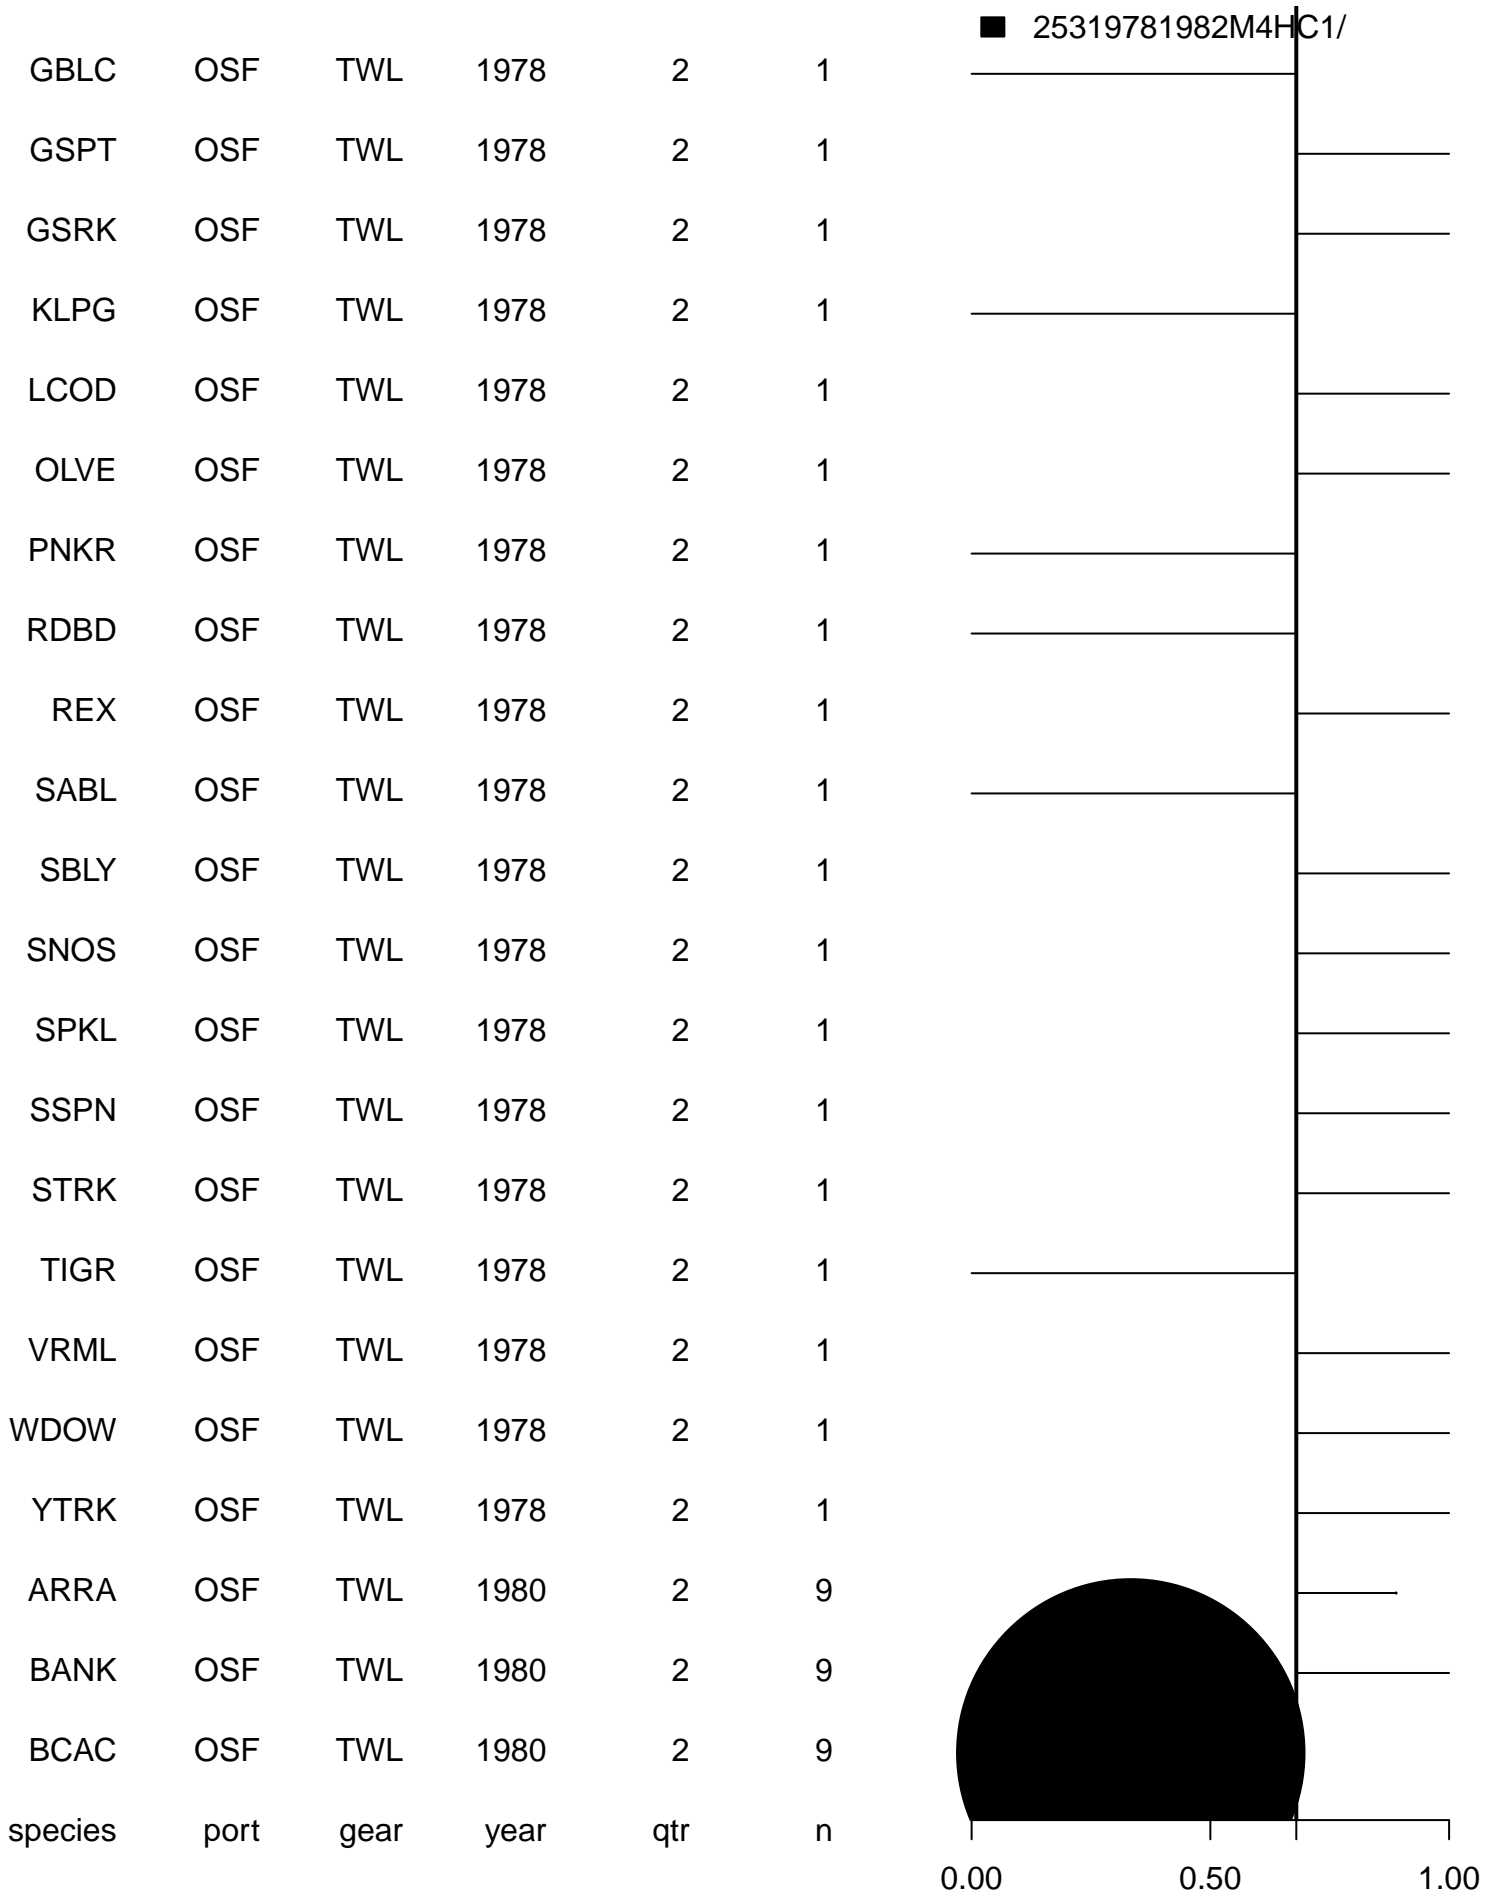 25319781982M4HC1/
GBLC OSF TWL 1978 2 1
GSPT OSF TWL 1978 2 1
GSRK OSF TWL 1978 2 1
KLPG OSF TWL 1978 2 1
LCOD OSF TWL 1978 2 1
OLVE OSF TWL 1978 2 1
PNKR OSF TWL 1978 2 1
RDBD OSF TWL 1978 2 1
REX OSF TWL 1978 2 1
SABL OSF TWL 1978 2 1
SBLY OSF TWL 1978 2 1
SNOS OSF TWL 1978 2 1
SPKL OSF TWL 1978 2 1
SSPN OSF TWL 1978 2 1
STRK OSF TWL 1978 2 1
TIGR OSF TWL 1978 2 1
VRML OSF TWL 1978 2 1
WDOW OSF TWL 1978 2 1
YTRK OSF TWL 1978 2 1
ARRA OSF TWL 1980 2 9
BANK OSF TWL 1980 2 9
BCAC OSF TWL 1980 2 9
species port gear year qtr n
0.00 0.50 1.00